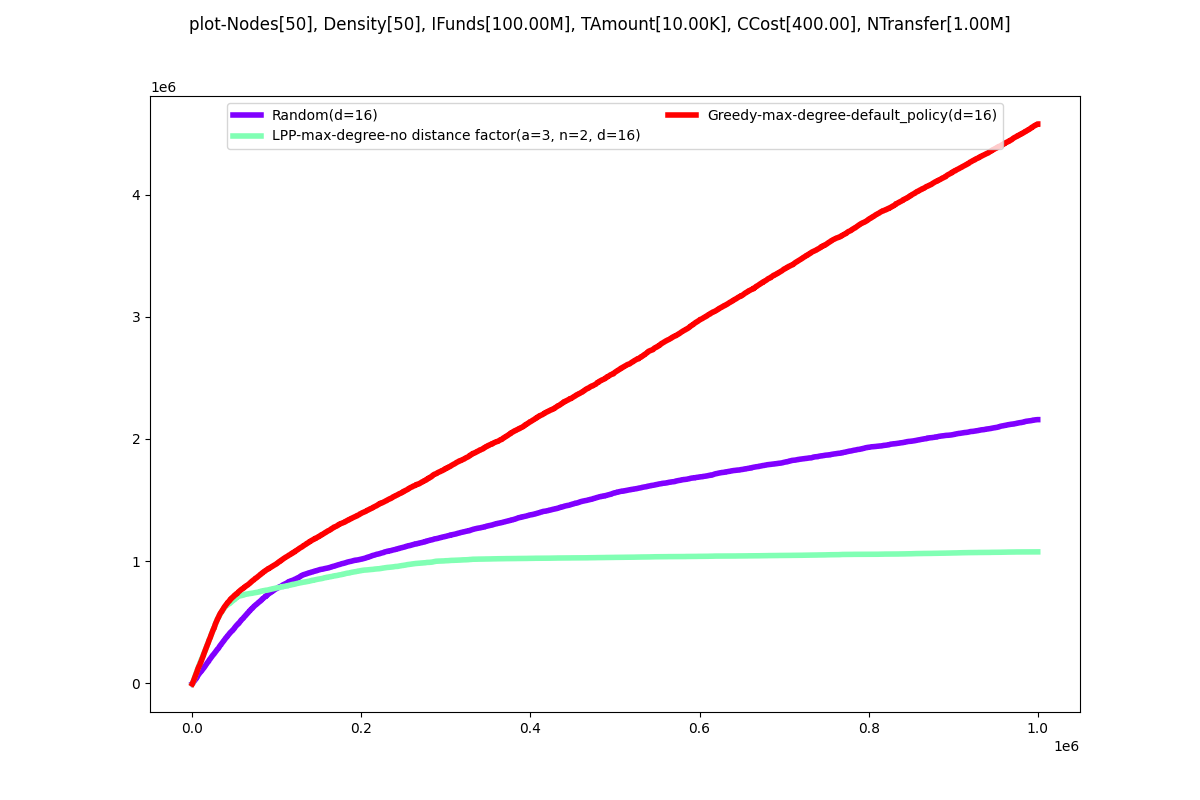 plot-Nodes[50], Density[50], IFunds[100.00M], TAmount[10.00K], CCost[400.00], NTransfer[1.00M]
1e6
Random(d=16)
LPP-max-degree-no distance factor(a=3, n=2, d=16)
Greedy-max-degree-default_policy(d=16)
4
3
2
1
0
0.0 0.2 0.4 0.6 0.8 1.0
1e6